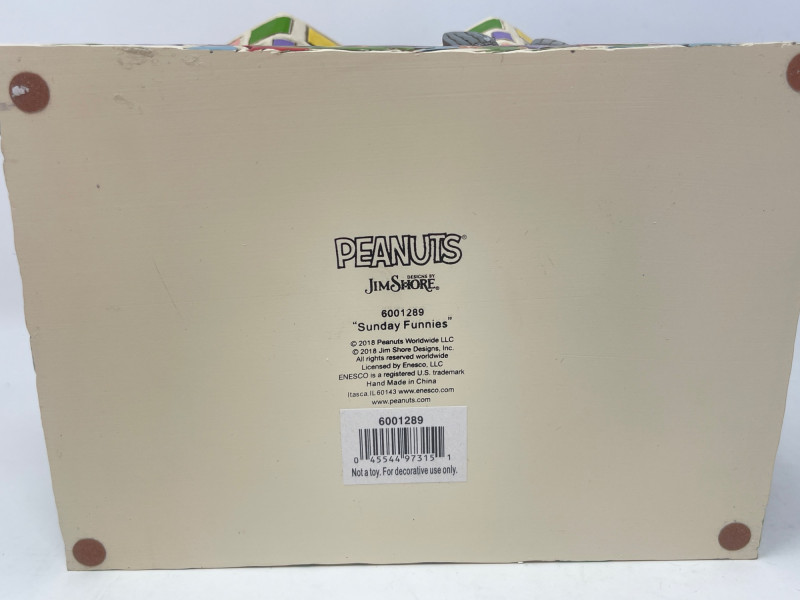 PEANUTS®
DESIGNS BY
JIM SHORE®
6001289
"Sunday Funnies"
© 2018 Peanuts Worldwide LLC
© 2018 Jim Shore Designs, Inc.
All rights reserved worldwide
Licensed by Enesco, LLC
ENESCO is a registered U.S. trademark
Hand Made in China
Itasca IL 60143 www.enesco.com
www.peanuts.com
6001289
0 45544 97315 1
Not a toy. For decorative use only.